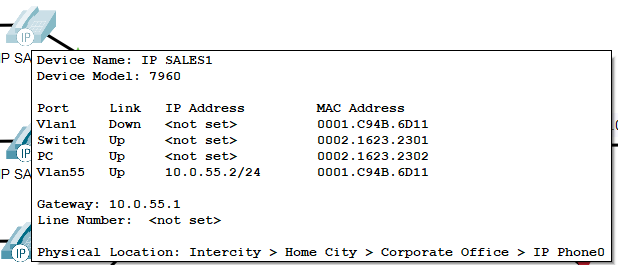 IP
P SA
Device Name: IP SALES1
Device Model: 7960
Port Link IP Address MAC Address
Vlan1 Down <not set> 0001.C94B.6D11
Switch Up <not set> 0002.1623.2301
PC Up <not set> 0002.1623.2302
Vlan55 Up 10.0.55.2/24 0001.C94B.6D11
Gateway: 10.0.55.1
Line Number: <not set>
Physical Location: Intercity > Home City > Corporate Office > IP Phone0
IP
P SA
IP